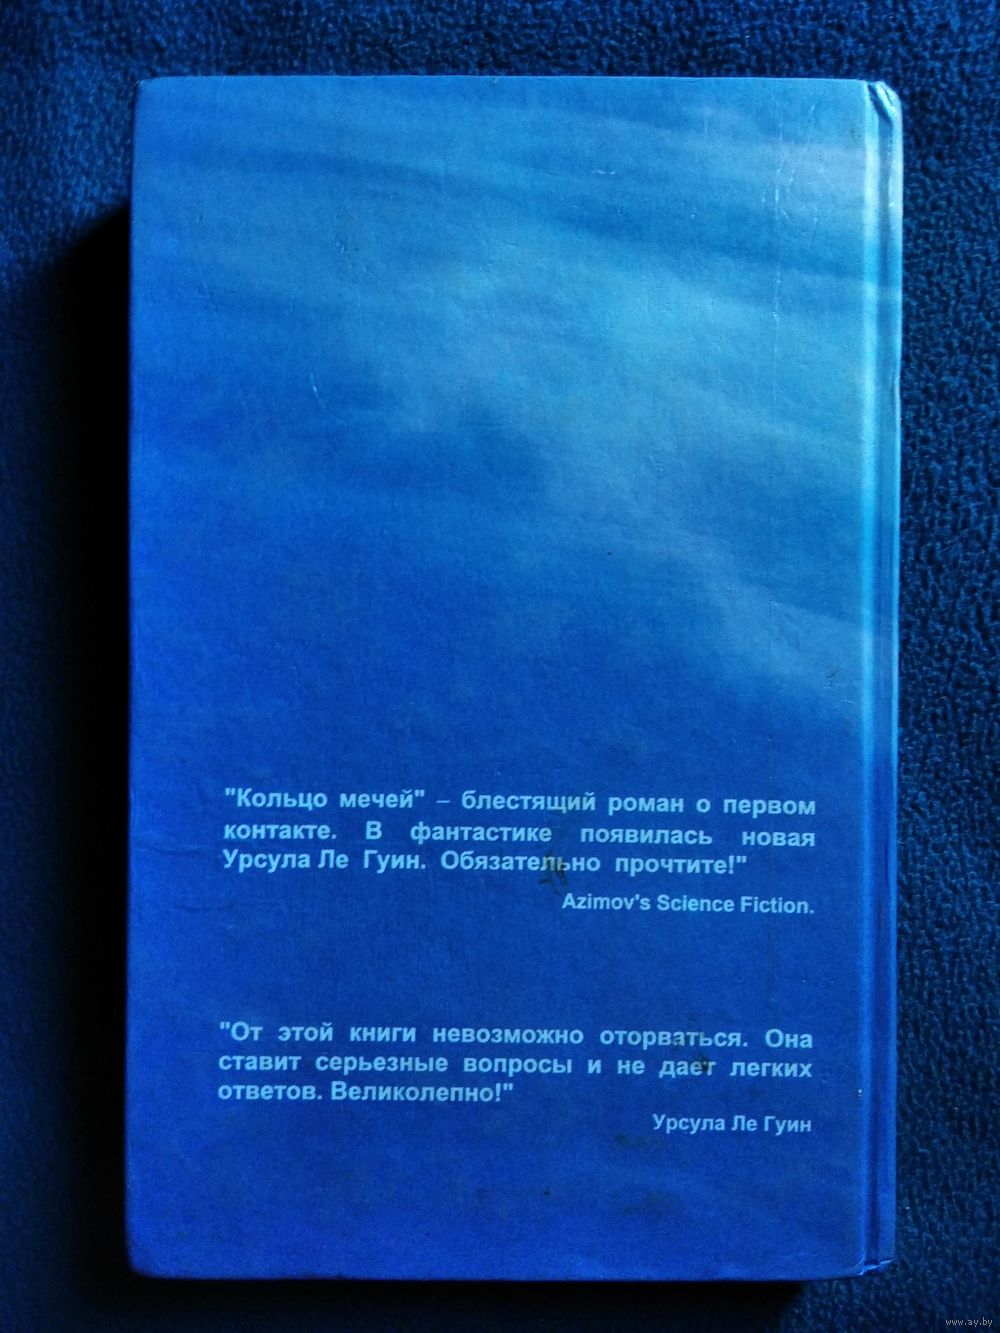 "Кольцо мечей" – блестящий роман о первом
контакте. В фантастике появилась новая
Урсула Ле Гуин. Обязательно прочтите!"
Azimov's Science Fiction.
"От этой книги невозможно оторваться. Она
ставит серьезные вопросы и не дает легких
ответов. Великолепно!"
Урсула Ле Гуин
www.ay.by